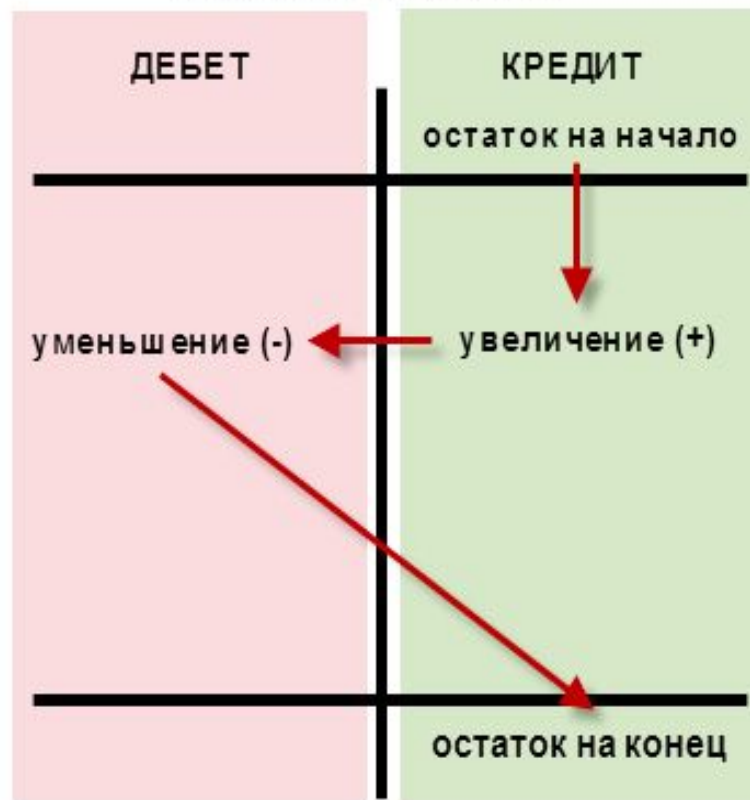 ДЕБЕТ КРЕДИТ
остаток на начало
уменьшение (-) увеличение (+)
остаток на конец